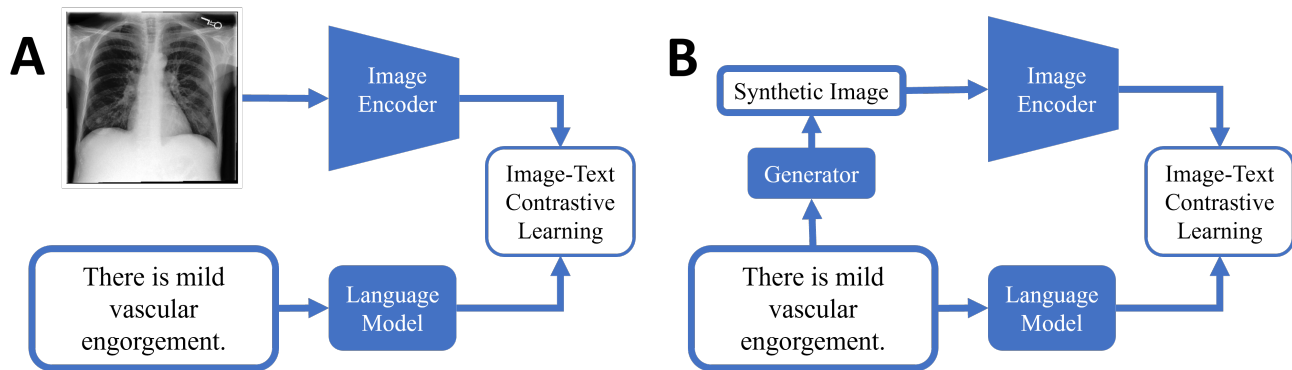 A
Image
Encoder
Image-Text
Contrastive
Learning
There is mild
vascular
engorgement.
Language
Model
B
Synthetic Image
Generator
Image
Encoder
Image-Text
Contrastive
Learning
There is mild
vascular
engorgement.
Language
Model